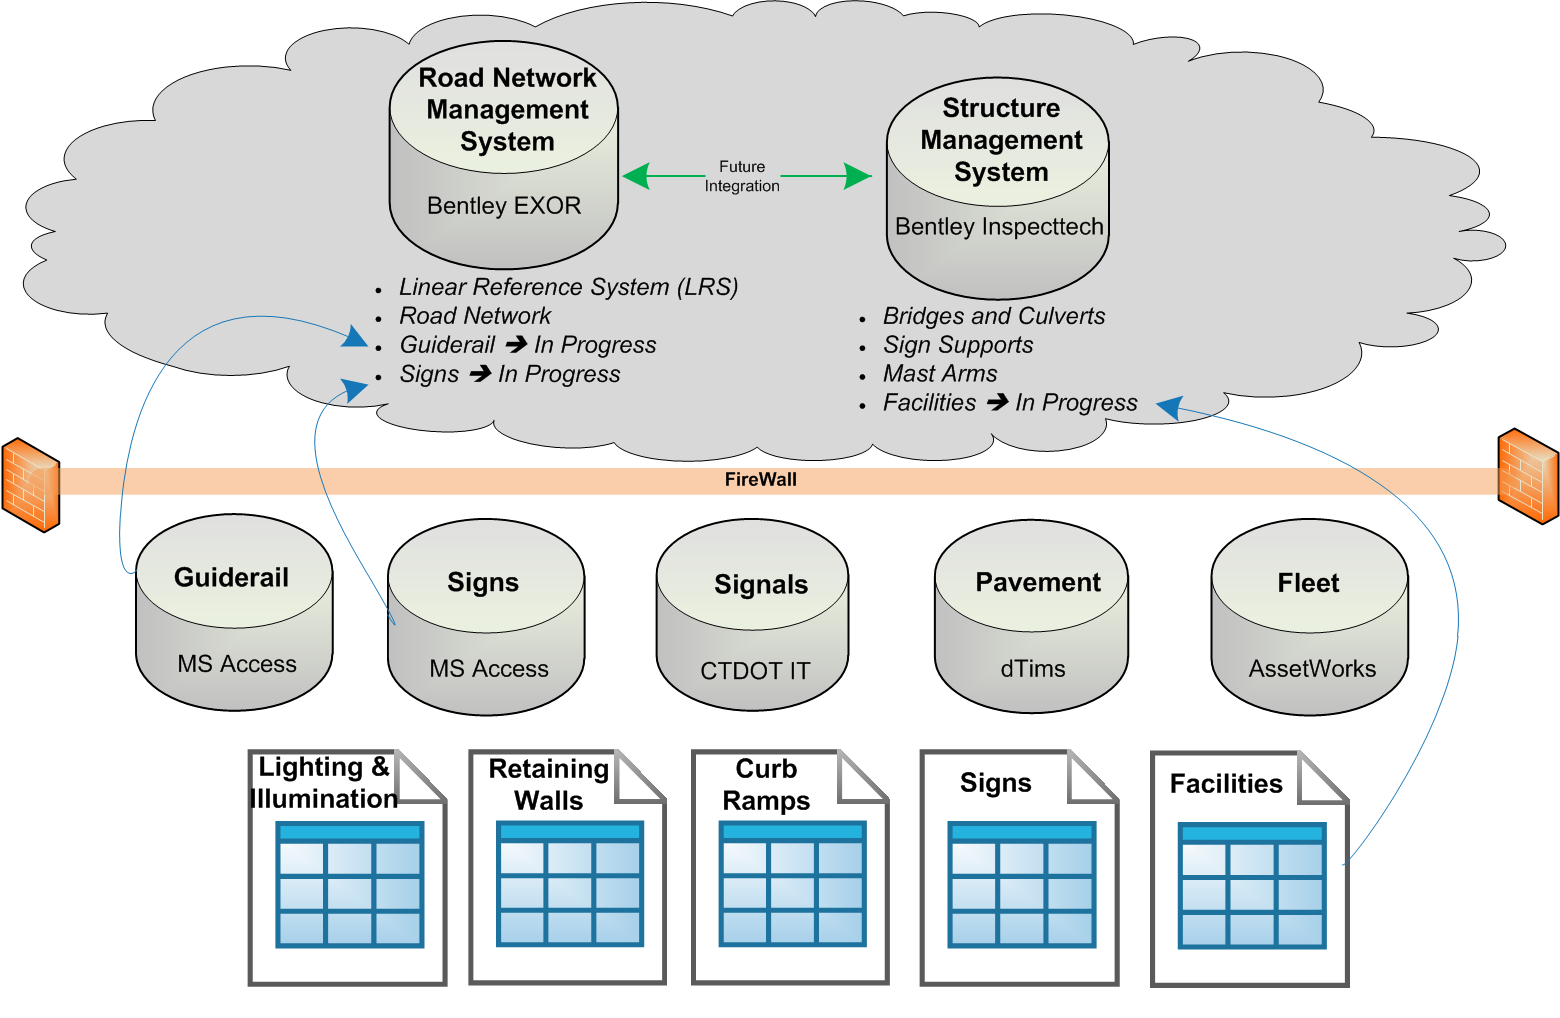 Road Network
Management
System
Bentley EXOR
Structure
Management
System
Bentley Inspecttech
Future
Integration
• Linear Reference System (LRS)
• Road Network
• Guiderail 🡺 In Progress
• Signs 🡺 In Progress
• Bridges and Culverts
• Sign Supports
• Mast Arms
• Facilities 🡺 In Progress
FireWall
Guiderail
MS Access
Signs
MS Access
Signals
CTDOT IT
Pavement
dTims
Fleet
AssetWorks
Lighting &
Illumination
Retaining
Walls
Curb
Ramps
Signs
Facilities